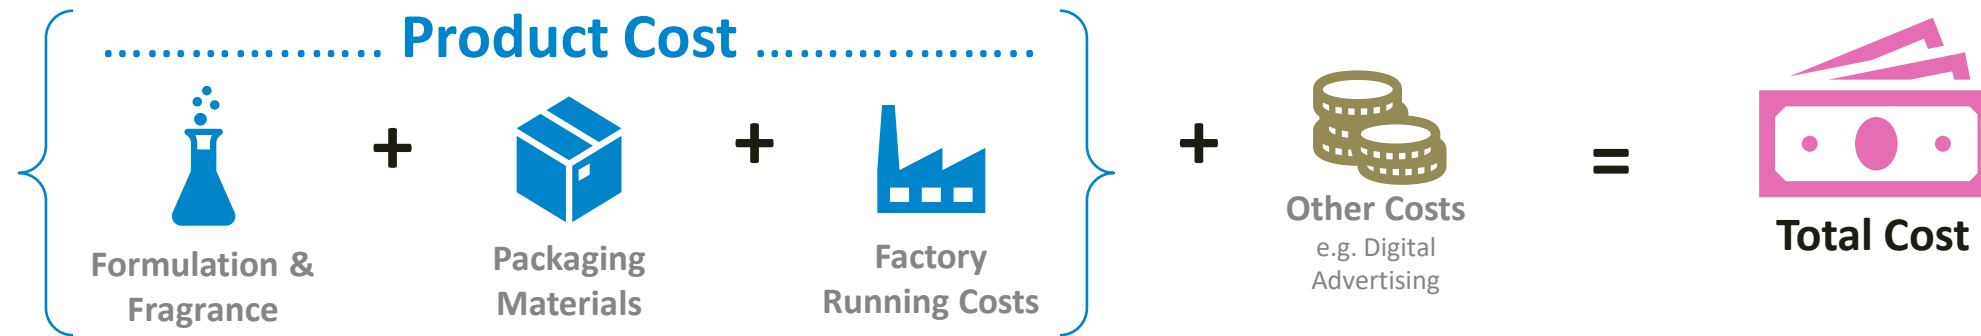 Product Cost
Formulation &
Fragrance
+
Packaging
Materials
+
Factory
Running Costs
+
Other Costs
e.g. Digital
Advertising
=
Total Cost